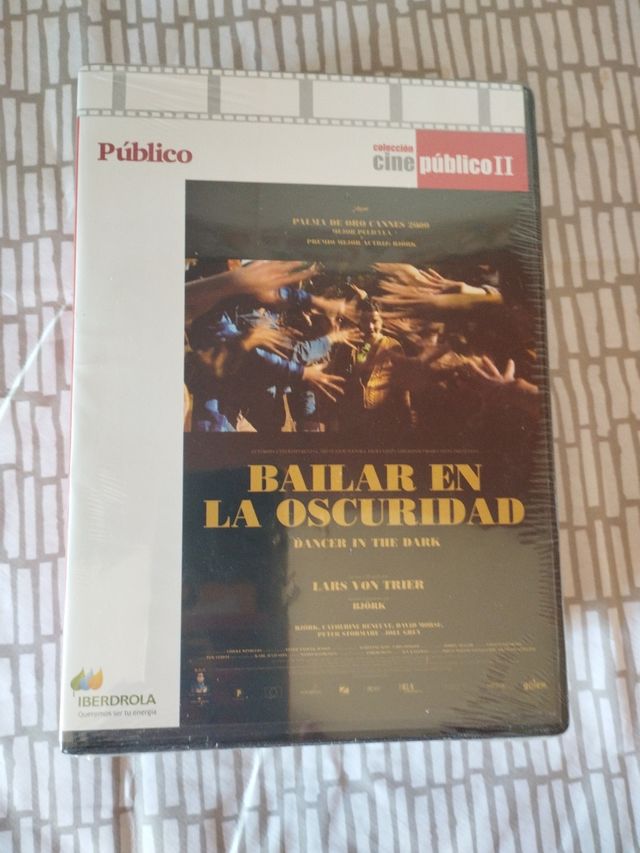 Público
colección
cine público II
PALMA DE ORO CANNES 2000
MEJOR PELICULA
PREMIO MEJOR ACTRIZ BJÖRK
BAILAR EN
LA OSCURIDAD
DANCER IN THE DARK
LARS VON TRIER
BJÖRK
BJÖRK, CATHERINE DENEUVE, DAVID MORSE,
PETER STORMARE JOEL GREY
IBERDROLA
Queremos ser tu energía
golem